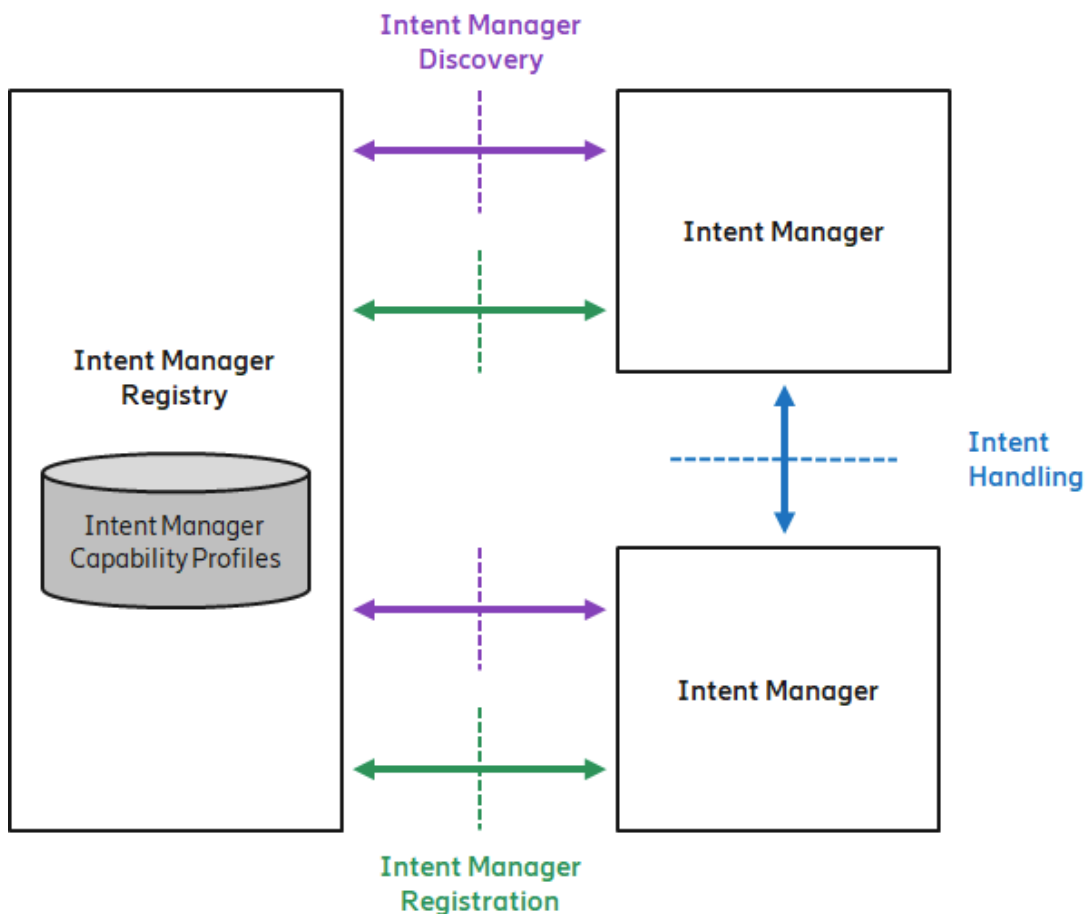 Intent Manager
Discovery
Intent Manager
Intent Manager
Registry
Intent
Handling
Intent Manager
Capability Profiles
Intent Manager
Intent Manager
Registration